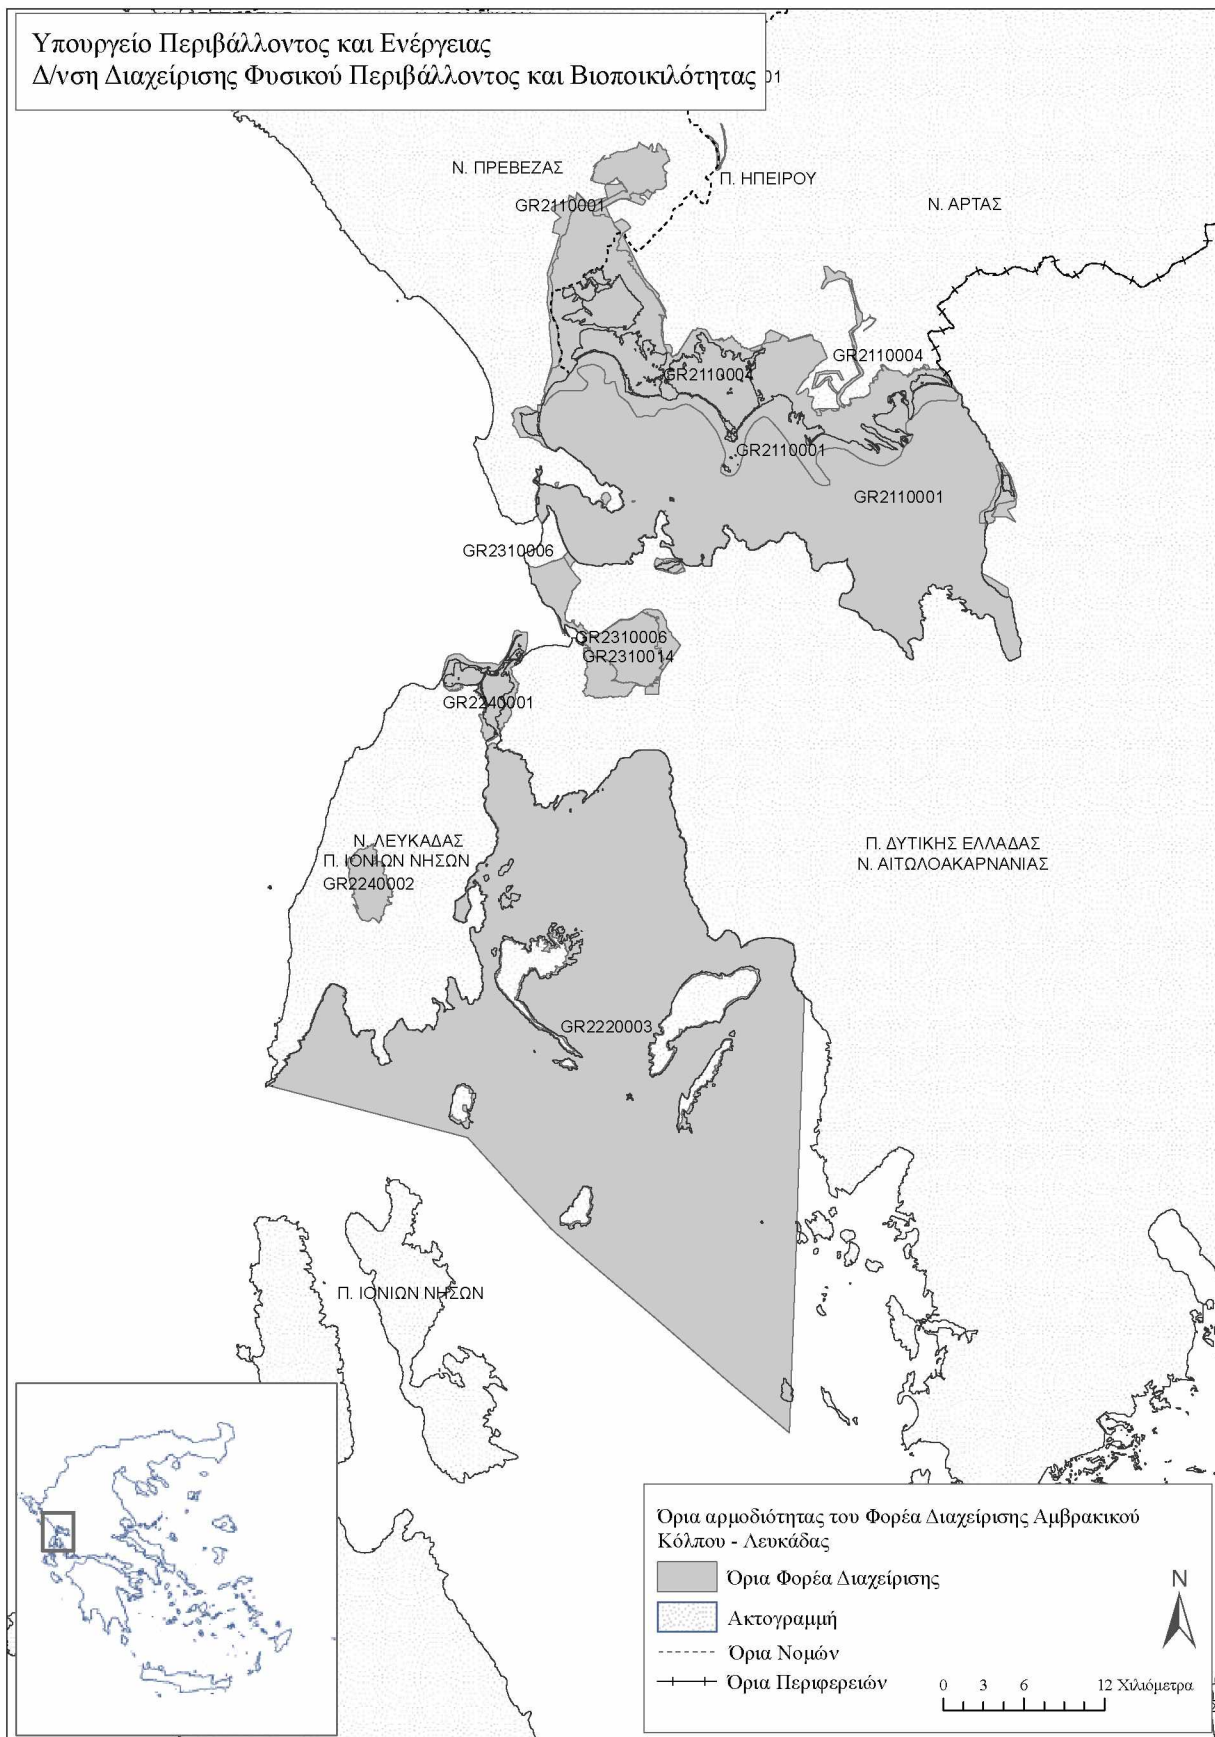 Υπουργείο Περιβάλλοντος και Ενέργειας
Δ/νση Διαχείρισης Φυσικού Περιβάλλοντος και Βιοποικιλότητας
01
Ν. ΠΡΕΒΕΖΑΣ
Π. ΗΠΕΙΡΟΥ
GR2110001
Ν. ΑΡΤΑΣ
GR2110004
GR2110004
GR2110001
GR2110001
GR2310006
GR2310006
GR2310014
GR2240001
Ν. ΛΕΥΚΑΔΑΣ
Π. ΙΟΝΙΩΝ ΝΗΣΩΝ
GR2240002
Π. ΔΥΤΙΚΗΣ ΕΛΛΑΔΑΣ
Ν. ΑΙΤΩΛΟΑΚΑΡΝΑΝΙΑΣ
GR2220003
Π. ΙΟΝΙΩΝ ΝΗΣΩΝ
Όρια αρμοδιότητας του Φορέα Διαχείρισης Αμβρακικού
Κόλπου - Λευκάδας
Όρια Φορέα Διαχείρισης
Ακτογραμμή
Όρια Νομών
Όρια Περιφερειών
N
0 3 6 12 Χιλιόμετρα